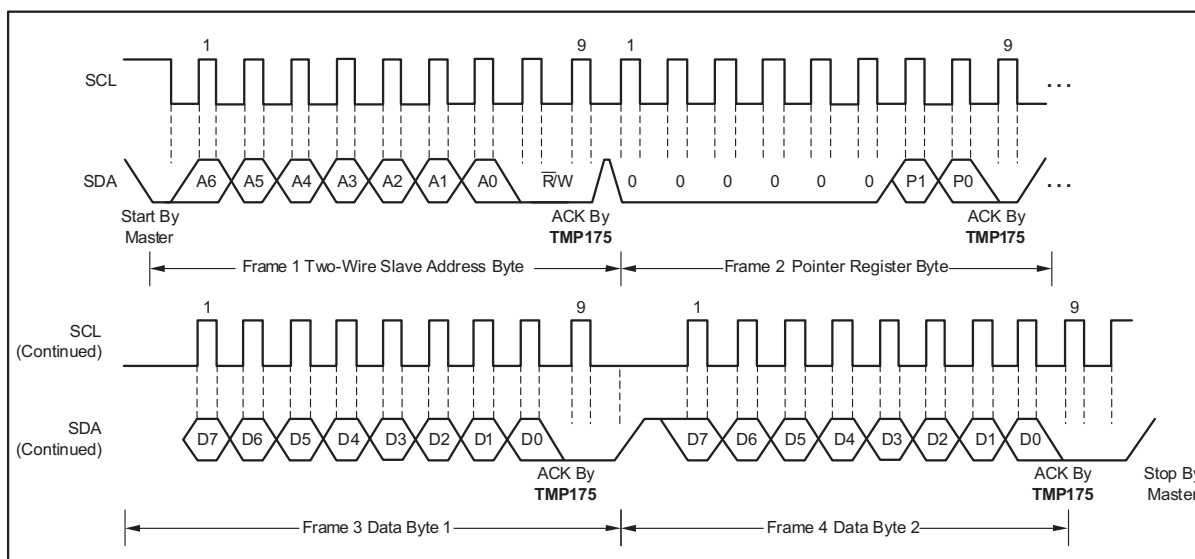 1 9 1 9
SCL ...
SDA A6 A5 A4 A3 A2 A1 A0 R̅/W 0 0 0 0 0 0 P1 P0 ...
Start By ACK By ACK By
Master TMP175 TMP175
Frame 1 Two-Wire Slave Address Byte Frame 2 Pointer Register Byte
1 9 1 9
SCL
(Continued)
SDA D7 D6 D5 D4 D3 D2 D1 D0 D7 D6 D5 D4 D3 D2 D1 D0
(Continued)
ACK By ACK By Stop By
TMP175 TMP175 Master
Frame 3 Data Byte 1 Frame 4 Data Byte 2